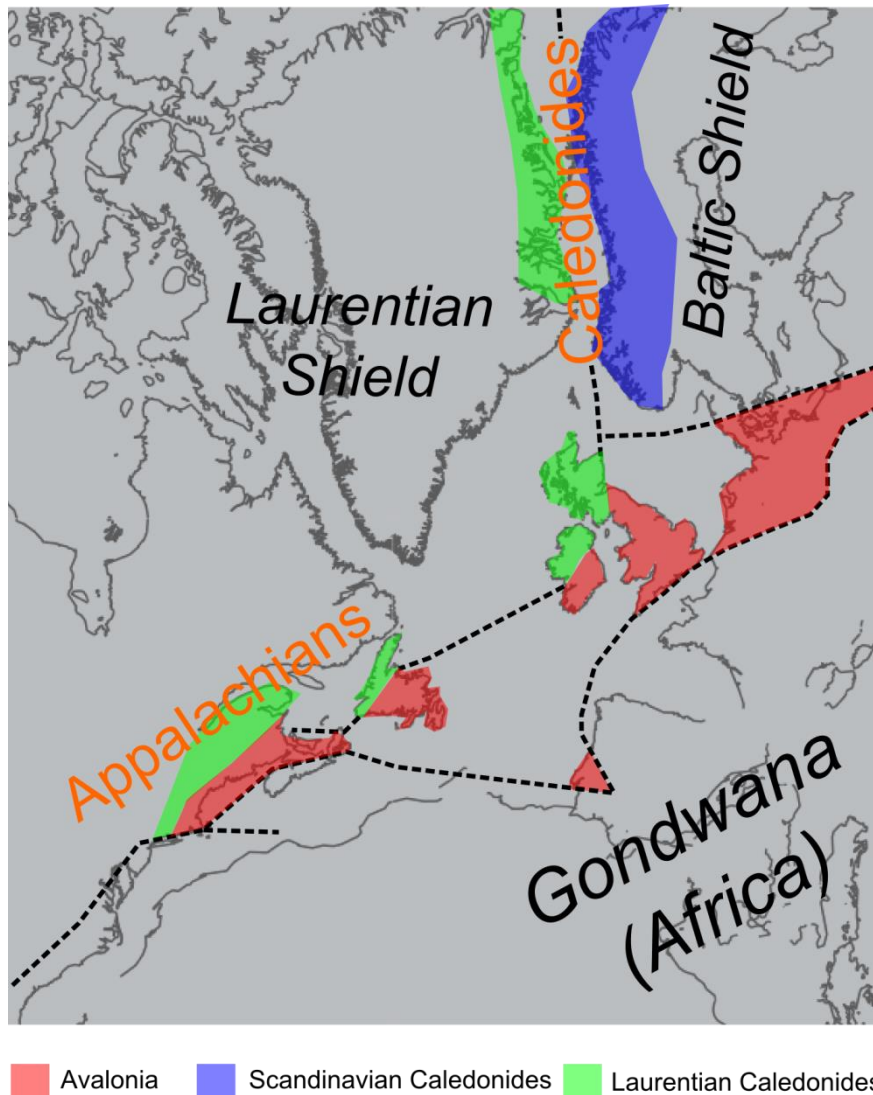 Caledonides
Baltic Shield
Laurentian
Shield
Appalachians
Gondwana
(Africa)
Avalonia
Scandinavian Caledonides
Laurentian Caledonides